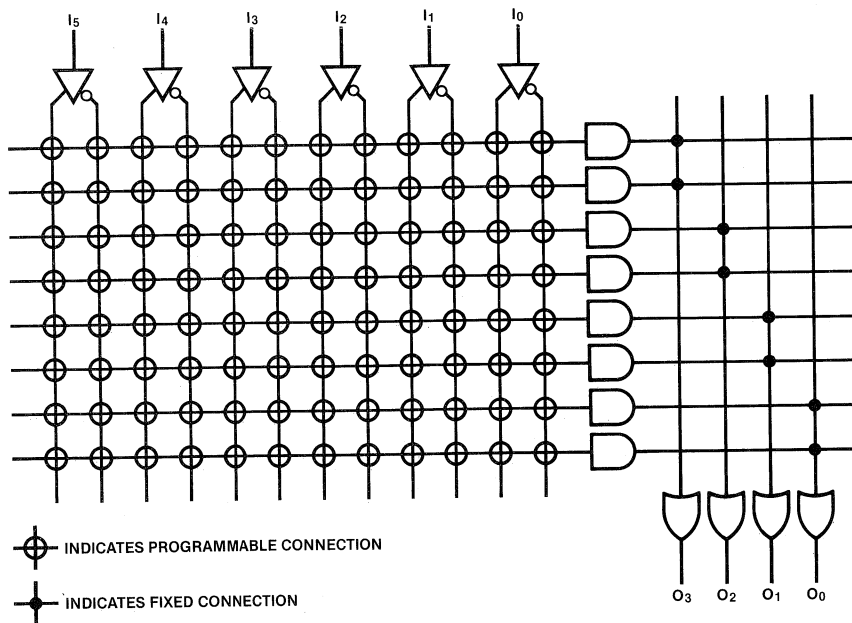 I5 I4 I3 I2 I1 I0
INDICATES PROGRAMMABLE CONNECTION
INDICATES FIXED CONNECTION
O3 O2 O1 O0